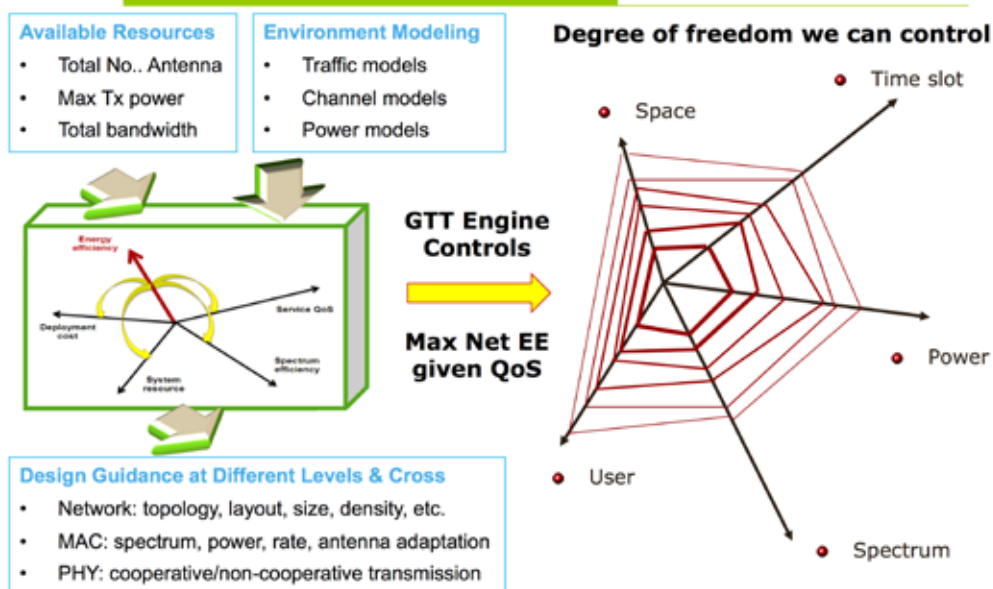 Available Resources
• Total No.. Antenna
• Max Tx power
• Total bandwidth
Environment Modeling
• Traffic models
• Channel models
• Power models
Energy
efficiency
Deployment
cost
Service QoS
Spectrum
efficiency
System
resource
GTT Engine
Controls
Max Net EE
given QoS
Design Guidance at Different Levels & Cross
• Network: topology, layout, size, density, etc.
• MAC: spectrum, power, rate, antenna adaptation
• PHY: cooperative/non-cooperative transmission
Degree of freedom we can control
Time slot
Space
Power
User
Spectrum